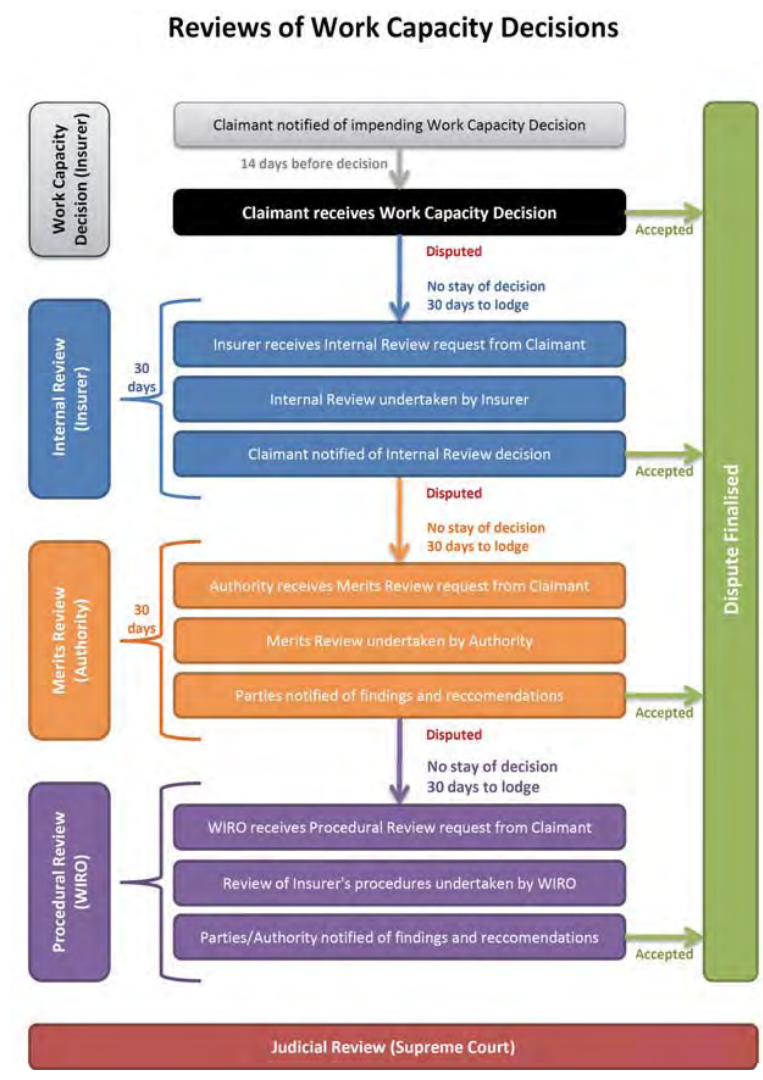 Reviews of Work Capacity Decisions
Work Capacity
Decision (Insurer)
Claimant notified of impending Work Capacity Decision
14 days before decision
Claimant receives Work Capacity Decision
Accepted
Disputed
No stay of decision
30 days to lodge
Internal Review
(Insurer)
30
days
Insurer receives Internal Review request from Claimant
Internal Review undertaken by Insurer
Claimant notified of Internal Review decision
Accepted
Disputed
No stay of decision
30 days to lodge
Merits Review
(Authority)
30
days
Authority receives Merits Review request from Claimant
Merits Review undertaken by Authority
Parties notified of findings and reccomendations
Accepted
Disputed
No stay of decision
30 days to lodge
Procedural Review
(WIRO)
WIRO receives Procedural Review request from Claimant
Review of Insurer's procedures undertaken by WIRO
Parties/Authority notified of findings and reccomendations
Accepted
Dispute Finalised
Judicial Review (Supreme Court)